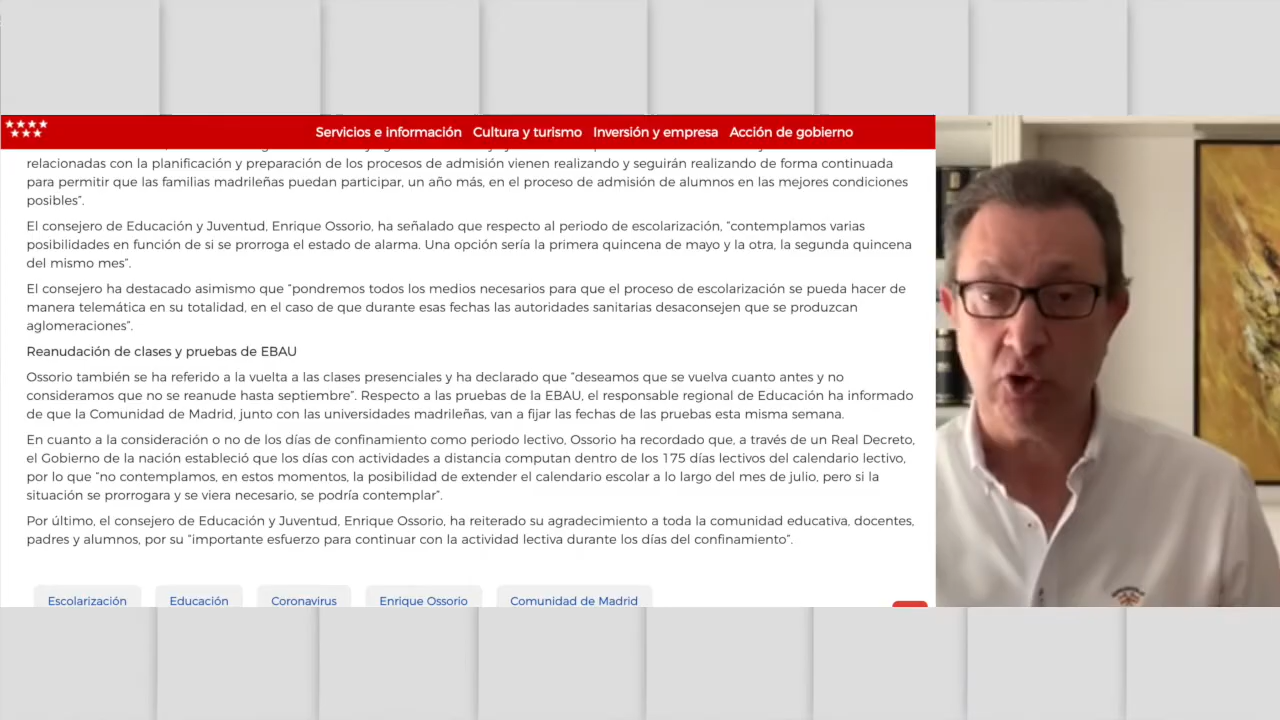 Servicios e información Cultura y turismo Inversión y empresa Acción de gobierno
relacionadas con la planificación y preparación de los procesos de admisión vienen realizando y seguirán realizando de forma continuada
para permitir que las familias madrileñas puedan participar, un año más, en el proceso de admisión de alumnos en las mejores condiciones
posibles".
El consejero de Educación y Juventud, Enrique Ossorio, ha señalado que respecto al periodo de escolarización, "contemplamos varias
posibilidades en función de si se prorroga el estado de alarma. Una opción sería la primera quincena de mayo y la otra, la segunda quincena
del mismo mes".
El consejero ha destacado asimismo que "pondremos todos los medios necesarios para que el proceso de escolarización se pueda hacer de
manera telemática en su totalidad, en el caso de que durante esas fechas las autoridades sanitarias desaconsejen que se produzcan
aglomeraciones".
Reanudación de clases y pruebas de EBAU
Ossorio también se ha referido a la vuelta a las clases presenciales y ha declarado que "deseamos que se vuelva cuanto antes y no
consideramos que no se reanude hasta septiembre". Respecto a las pruebas de la EBAU, el responsable regional de Educación ha informado
de que la Comunidad de Madrid, junto con las universidades madrileñas, van a fijar las fechas de las pruebas esta misma semana.
En cuanto a la consideración o no de los días de confinamiento como periodo lectivo, Ossorio ha recordado que, a través de un Real Decreto,
el Gobierno de la nación estableció que los días con actividades a distancia computan dentro de los 175 días lectivos del calendario lectivo,
por lo que "no contemplamos, en estos momentos, la posibilidad de extender el calendario escolar a lo largo del mes de julio, pero si la
situación se prorrogara y se viera necesario, se podría contemplar".
Por último, el consejero de Educación y Juventud, Enrique Ossorio, ha reiterado su agradecimiento a toda la comunidad educativa, docentes,
padres y alumnos, por su "importante esfuerzo para continuar con la actividad lectiva durante los días del confinamiento".
Escolarización Educación Coronavirus Enrique Ossorio Comunidad de Madrid